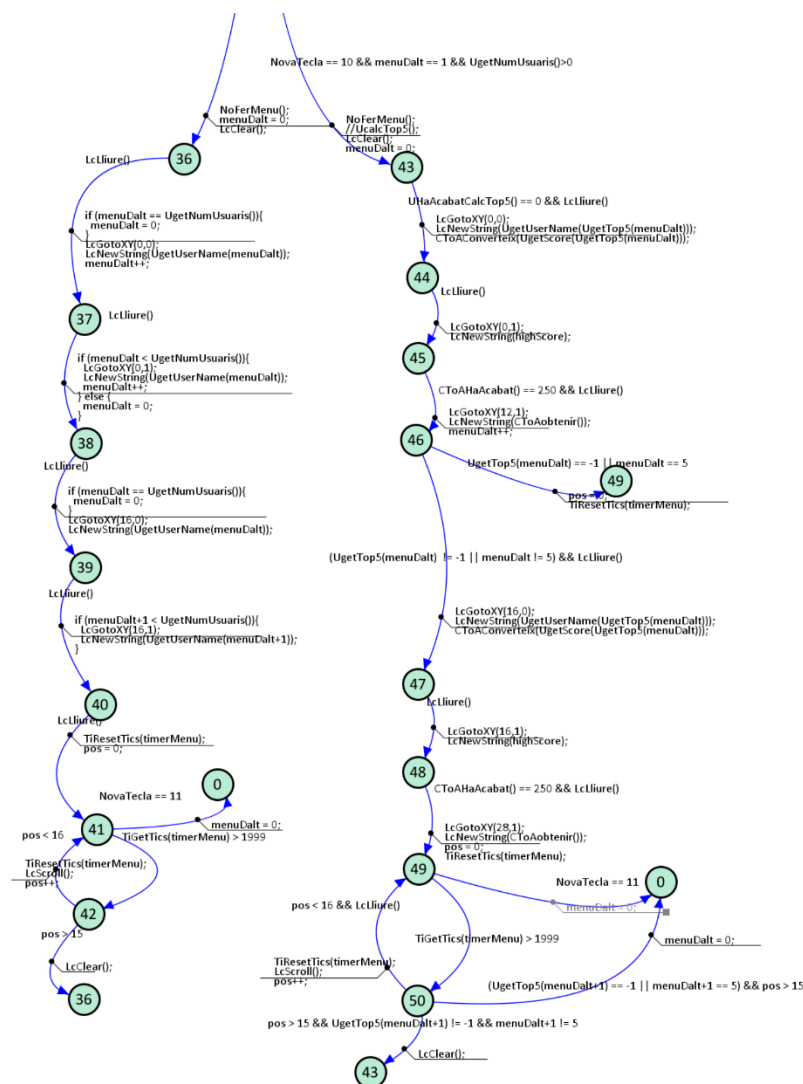 NovaTecla == 10 && menuDalt == 1 && UgetNumUsuaris()>0
NoFerMenu();
menuDalt = 0;
LcClear();
NoFerMenu();
//UcalcTop5();
LcClear();
menuDalt = 0;
36
43
LcLliure()
UHaAcabatCalcTop5() == 0 && LcLliure()
if (menuDalt == UgetNumUsuaris()){
menuDalt = 0;
}
LcGotoXY(0,0);
LcNewString(UgetUserName(menuDalt));
menuDalt++;
LcGotoXY(0,0);
LcNewString(UgetUserName(UgetTop5(menuDalt)));
CToAConverteix(UgetScore(UgetTop5(menuDalt)));
44
LcLliure()
37
LcLliure()
LcGotoXY(0,1);
LcNewString(highScore);
45
if (menuDalt < UgetNumUsuaris()){
LcGotoXY(0,1);
LcNewString(UgetUserName(menuDalt));
menuDalt++;
} else {
menuDalt = 0;
}
CToAHaAcabat() == 250 && LcLliure()
LcGotoXY(12,1);
LcNewString(CToAobtenir());
menuDalt++;
38
46
LcLliure()
UgetTop5(menuDalt) == -1 || menuDalt == 5
49
pos = 0;
TiResetTics(timerMenu);
if (menuDalt == UgetNumUsuaris()){
menuDalt = 0;
}
LcGotoXY(16,0);
LcNewString(UgetUserName(menuDalt));
39
(UgetTop5(menuDalt) != -1 || menuDalt != 5) && LcLliure()
LcLliure()
if (menuDalt+1 < UgetNumUsuaris()){
LcGotoXY(16,1);
LcNewString(UgetUserName(menuDalt+1));
}
LcGotoXY(16,0);
LcNewString(UgetUserName(UgetTop5(menuDalt)));
CToAConverteix(UgetScore(UgetTop5(menuDalt)));
40
47
LcLliure()
LcLliure()
TiResetTics(timerMenu);
pos = 0;
LcGotoXY(16,1);
LcNewString(highScore);
48
0
NovaTecla == 11
CToAHaAcabat() == 250 && LcLliure()
menuDalt = 0;
41
pos < 16
TiGetTics(timerMenu) > 1999
LcGotoXY(28,1);
LcNewString(CToAobtenir());
pos = 0;
TiResetTics(timerMenu);
TiResetTics(timerMenu);
LcScroll();
pos++;
49
NovaTecla == 11
0
42
pos < 16 && LcLliure()
menuDalt = 0;
pos > 15
TiGetTics(timerMenu) > 1999
menuDalt = 0;
LcClear();
TiResetTics(timerMenu);
LcScroll();
pos++;
36
50
(UgetTop5(menuDalt+1) == -1 || menuDalt+1 == 5) && pos > 15
pos > 15 && UgetTop5(menuDalt+1) != -1 && menuDalt+1 != 5
LcClear();
43